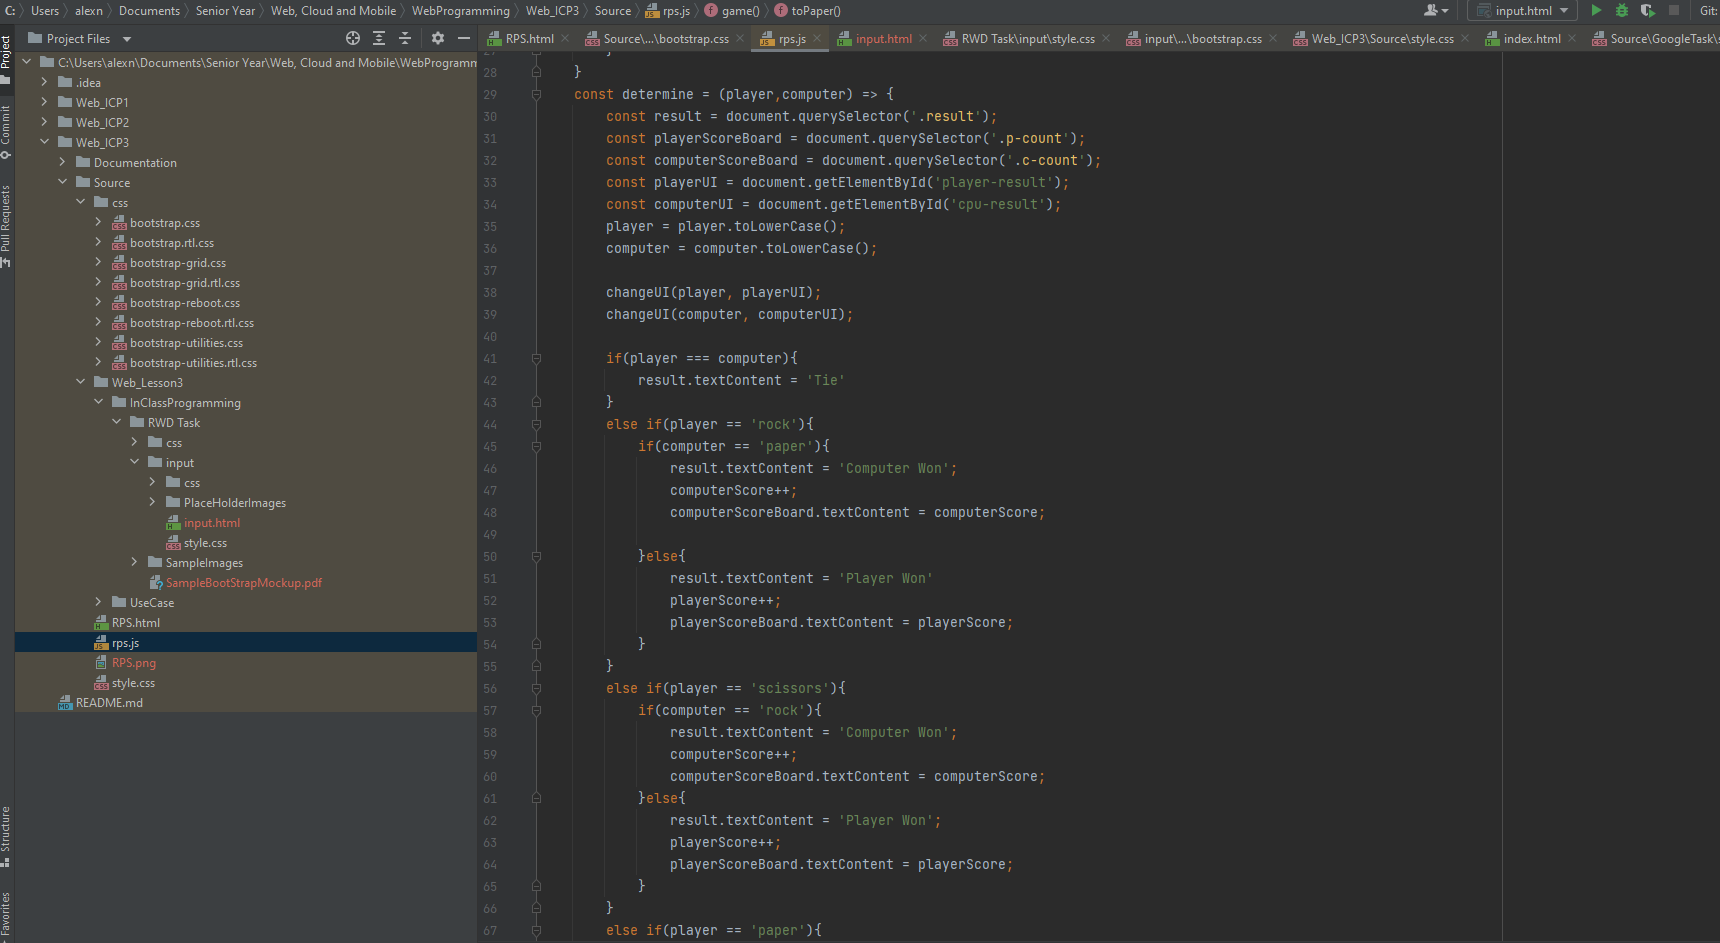 C: Users alexn Documents Senior Year Web, Cloud and Mobile WebProgramming Web_ICP3 Source rps.js game() toPaper() input.html Git:
Project Files
RPS.html Source\...\bootstrap.css rps.js input.html RWD Task\input\style.css input\...\bootstrap.css Web_ICP3\Source\style.css index.html Source\GoogleTask\s
Project
Commit
Pull Requests
Structure
Favorites
C:\Users\alexn\Documents\Senior Year\Web, Cloud and Mobile\WebProgramm
.idea
Web_ICP1
Web_ICP2
Web_ICP3
Documentation
Source
css
bootstrap.css
bootstrap.rtl.css
bootstrap-grid.css
bootstrap-grid.rtl.css
bootstrap-reboot.css
bootstrap-reboot.rtl.css
bootstrap-utilities.css
bootstrap-utilities.rtl.css
Web_Lesson3
InClassProgramming
RWD Task
css
input
css
PlaceHolderImages
input.html
style.css
SampleImages
SampleBootStrapMockup.pdf
UseCase
RPS.html
rps.js
RPS.png
style.css
README.md
28 }
29 const determine = (player,computer) => {
30 const result = document.querySelector('.result');
31 const playerScoreBoard = document.querySelector('.p-count');
32 const computerScoreBoard = document.querySelector('.c-count');
33 const playerUI = document.getElementById('player-result');
34 const computerUI = document.getElementById('cpu-result');
35 player = player.toLowerCase();
36 computer = computer.toLowerCase();
37
38 changeUI(player, playerUI);
39 changeUI(computer, computerUI);
40
41 if(player === computer){
42 result.textContent = 'Tie'
43 }
44 else if(player == 'rock'){
45 if(computer == 'paper'){
46 result.textContent = 'Computer Won';
47 computerScore++;
48 computerScoreBoard.textContent = computerScore;
49
50 }else{
51 result.textContent = 'Player Won'
52 playerScore++;
53 playerScoreBoard.textContent = playerScore;
54 }
55 }
56 else if(player == 'scissors'){
57 if(computer == 'rock'){
58 result.textContent = 'Computer Won';
59 computerScore++;
60 computerScoreBoard.textContent = computerScore;
61 }else{
62 result.textContent = 'Player Won';
63 playerScore++;
64 playerScoreBoard.textContent = playerScore;
65 }
66 }
67 else if(player == 'paper'){